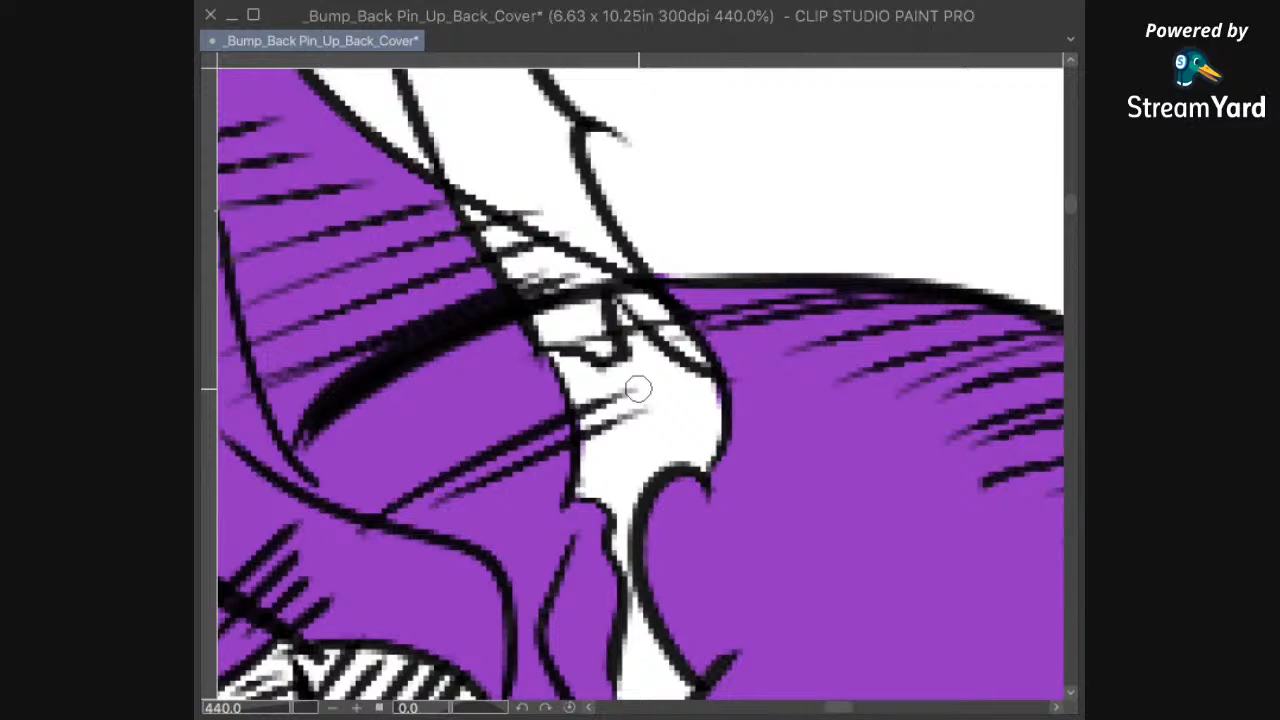 _Bump_Back Pin_Up_Back_Cover* (6.63 x 10.25in 300dpi 440.0%)  - CLIP STUDIO PAINT PRO
_Bump_Back Pin_Up_Back_Cover*
Powered by
StreamYard
440.0
0.0